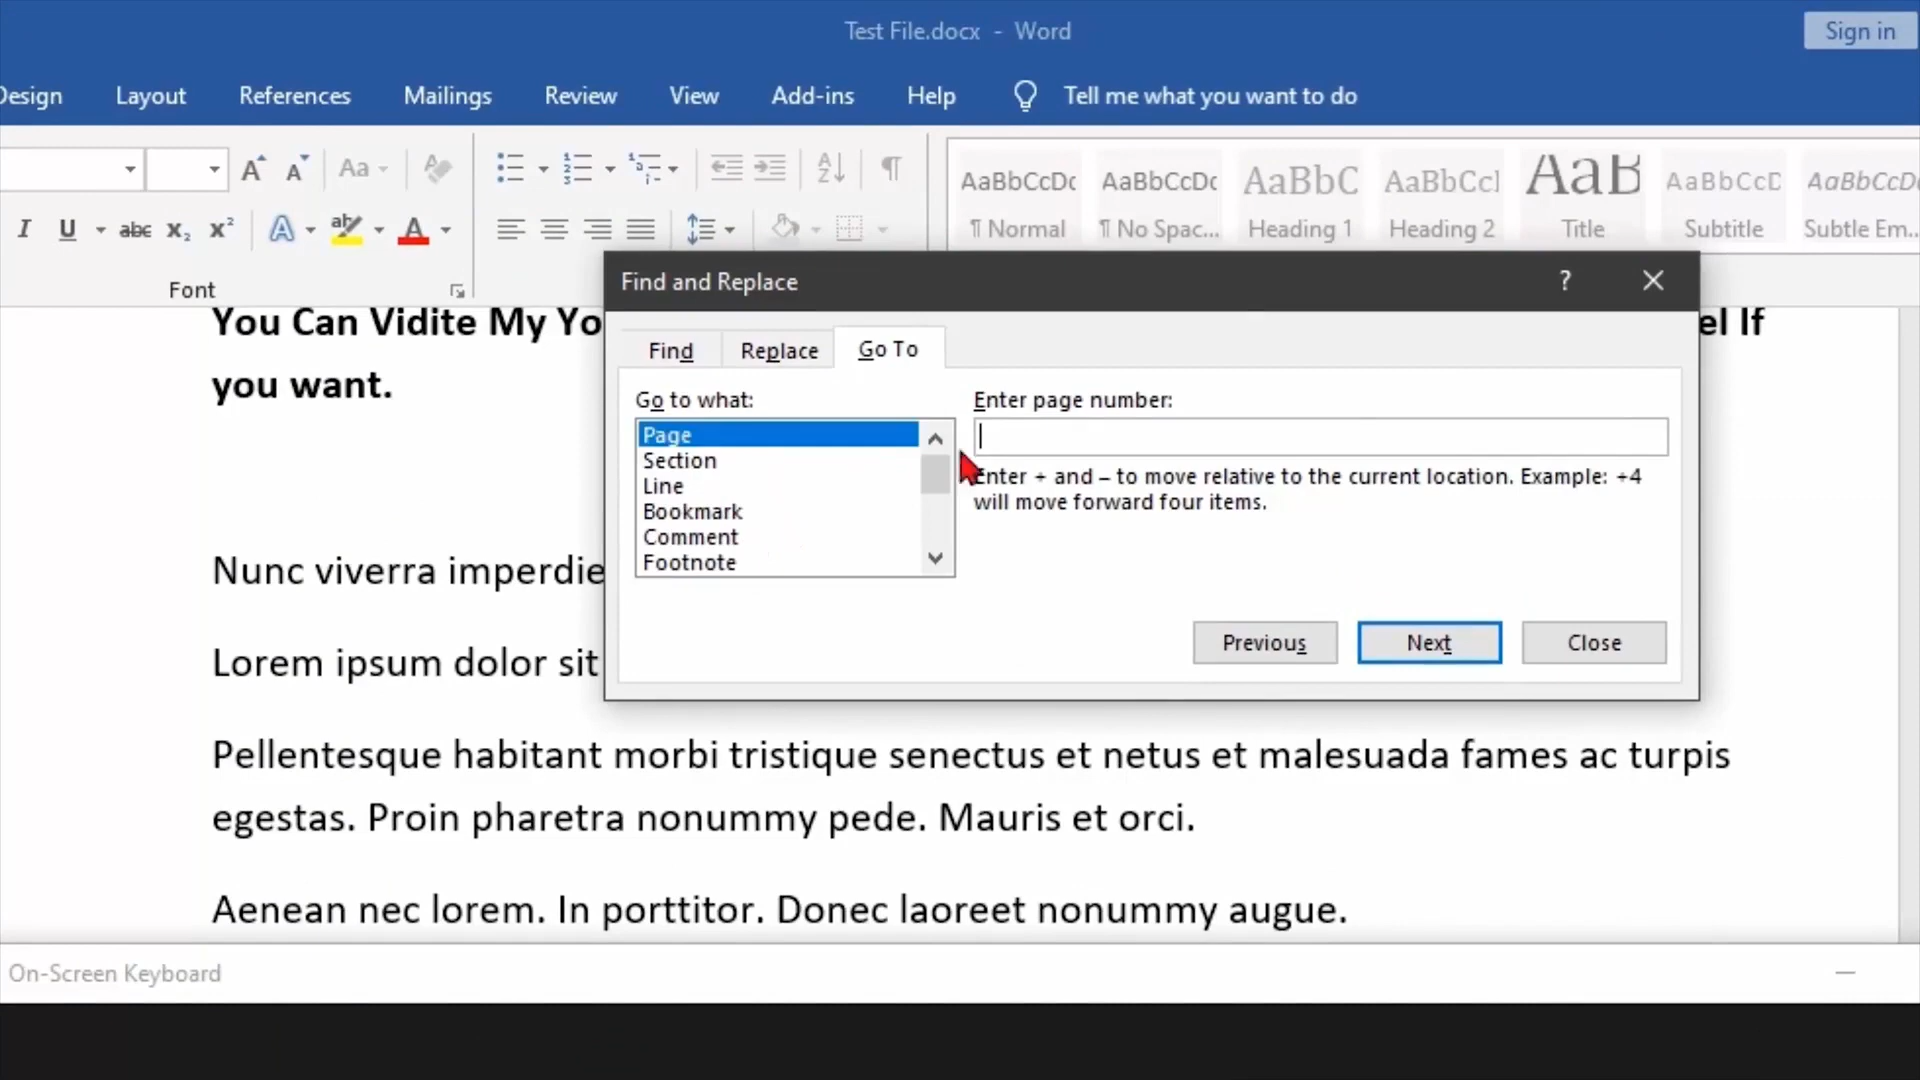 Test File.docx - Word
Sign in
Design Layout References Mailings Review View Add-ins Help Tell me what you want to do
AaBbCcDc AaBbCcDc AaBbC AaBbCcl AaB AaBbCcD AaBbCcD
¶ Normal ¶ No Spac... Heading 1 Heading 2 Title Subtitle Subtle Em...
Font
Find and Replace
Find Replace Go To
Go to what:
Page
Section
Line
Bookmark
Comment
Footnote
Enter page number:
Enter + and – to move relative to the current location. Example: +4
will move forward four items.
Previous Next Close
You Can Vidite My Yo el If
you want.
Nunc viverra imperdie
Lorem ipsum dolor sit
Pellentesque habitant morbi tristique senectus et netus et malesuada fames ac turpis
egestas. Proin pharetra nonummy pede. Mauris et orci.
Aenean nec lorem. In porttitor. Donec laoreet nonummy augue.
On-Screen Keyboard